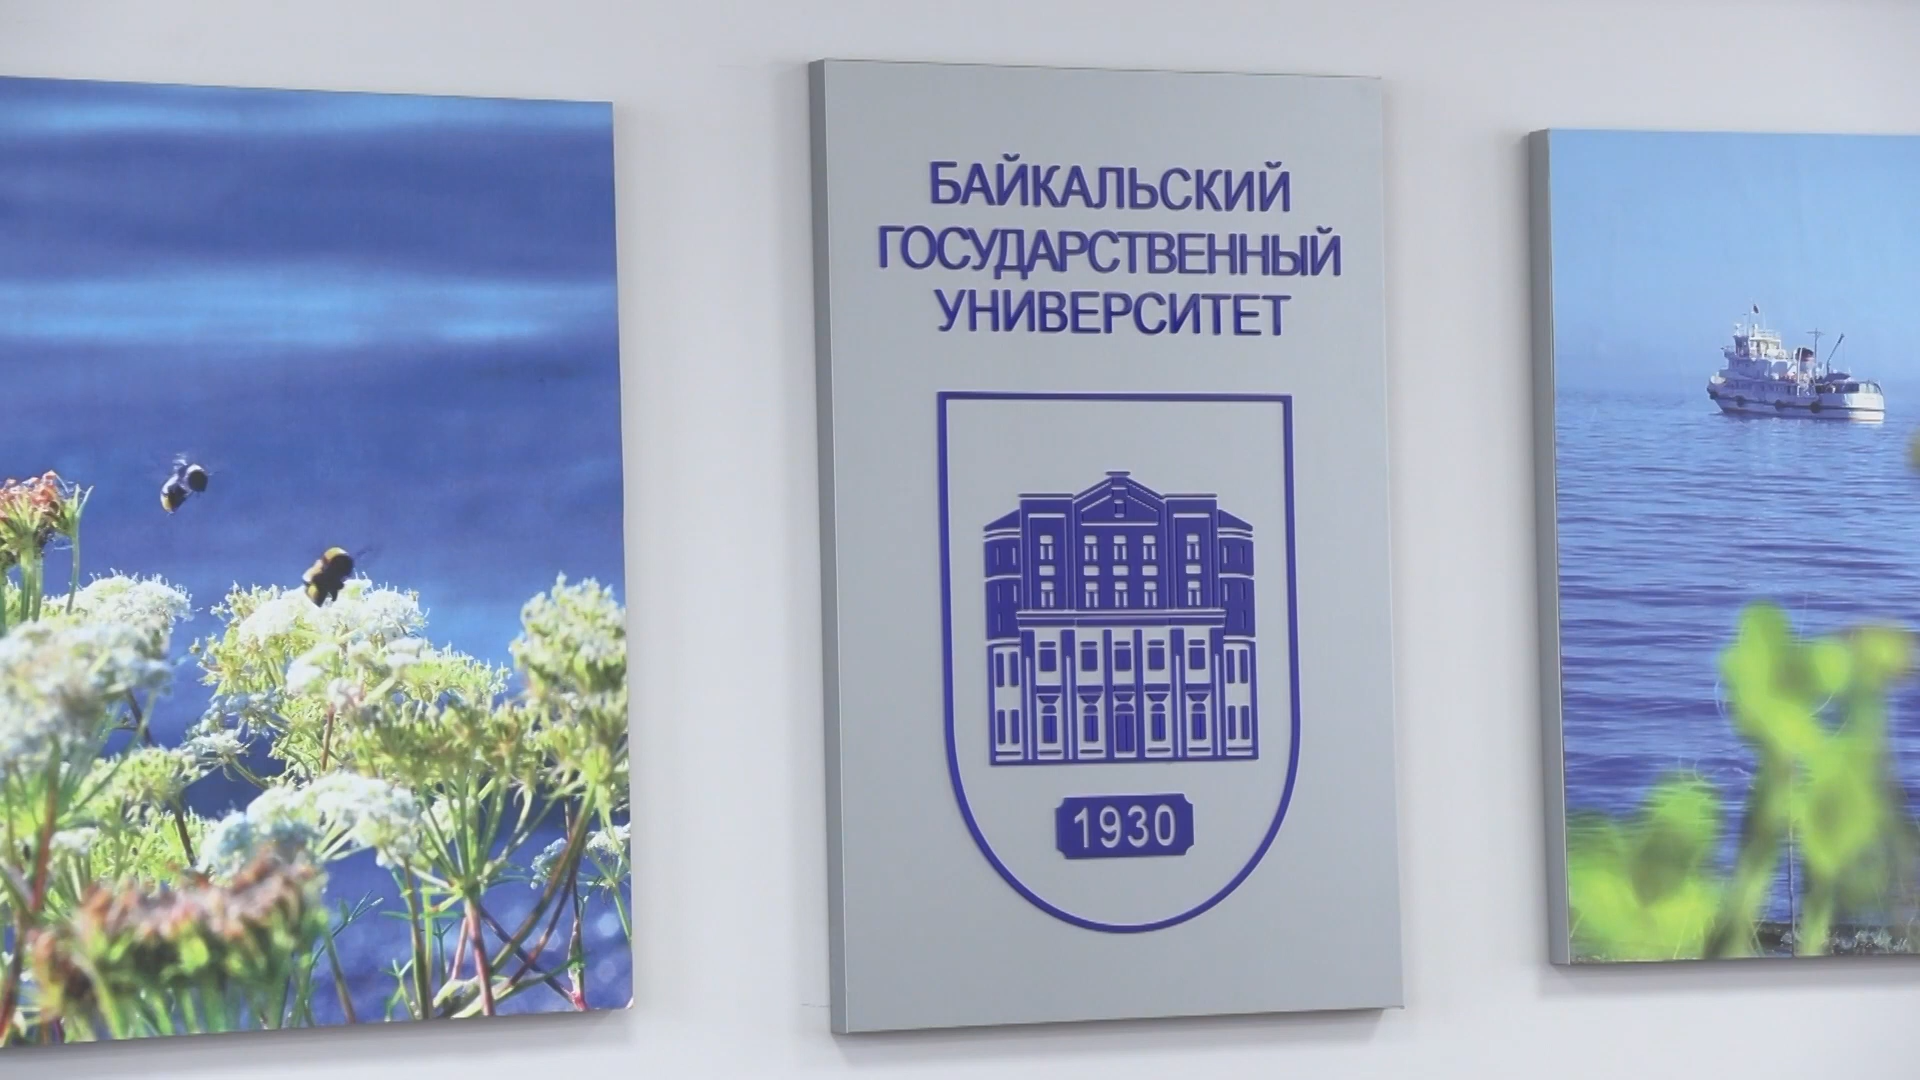 БАЙКАЛЬСКИЙ
ГОСУДАРСТВЕННЫЙ
УНИВЕРСИТЕТ
1930